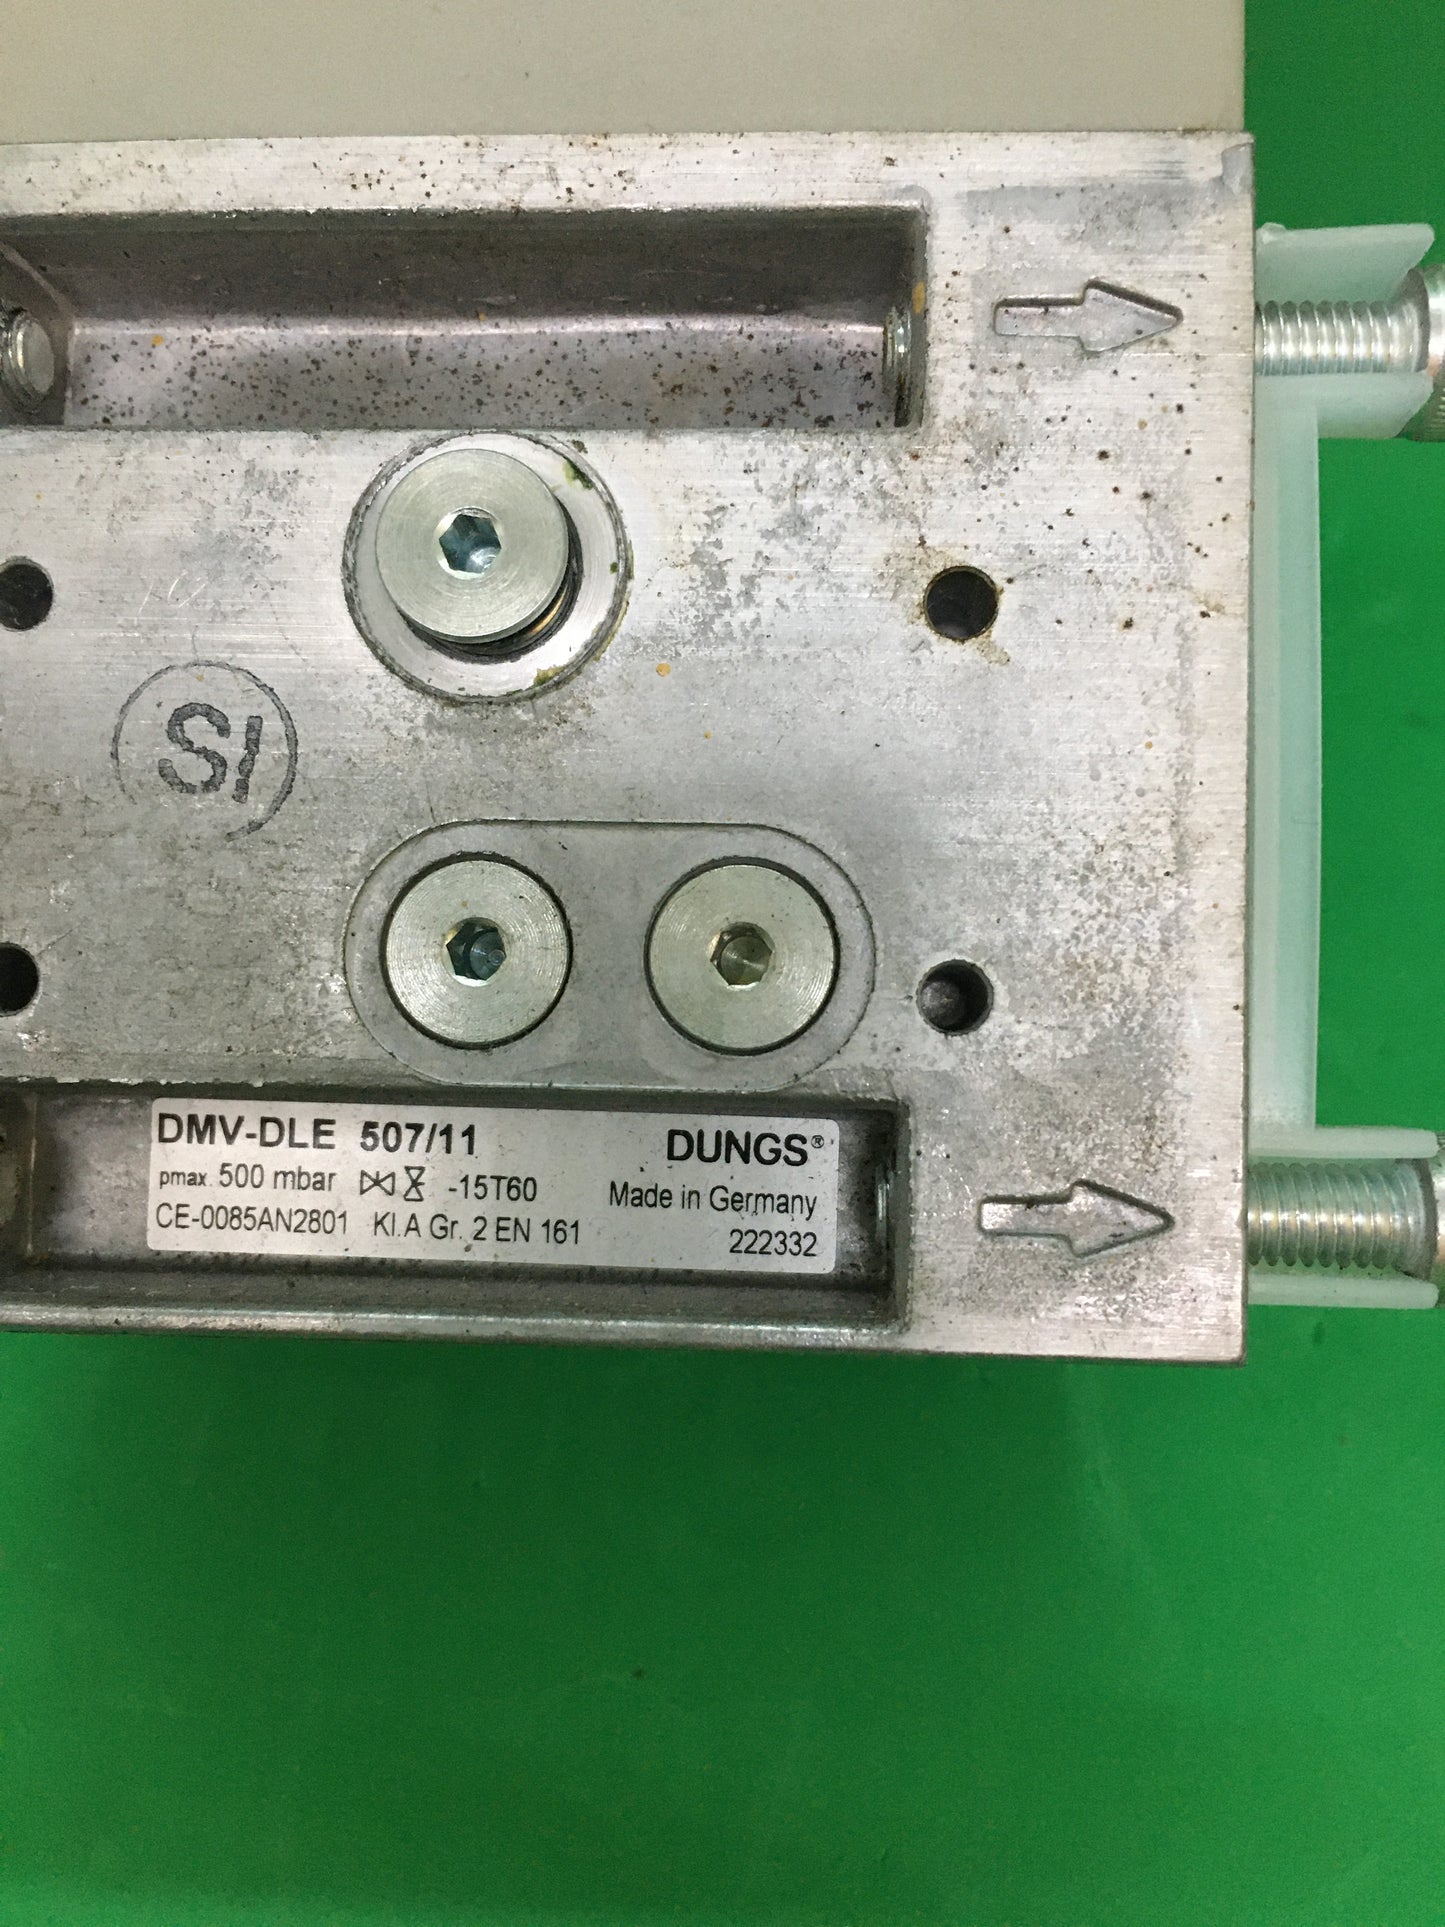 SI
DMV-DLE 507/11 DUNGS®
pmax. 500 mbar -15T60 Made in Germany
CE-0085AN2801 Kl.A Gr. 2 EN 161 222332